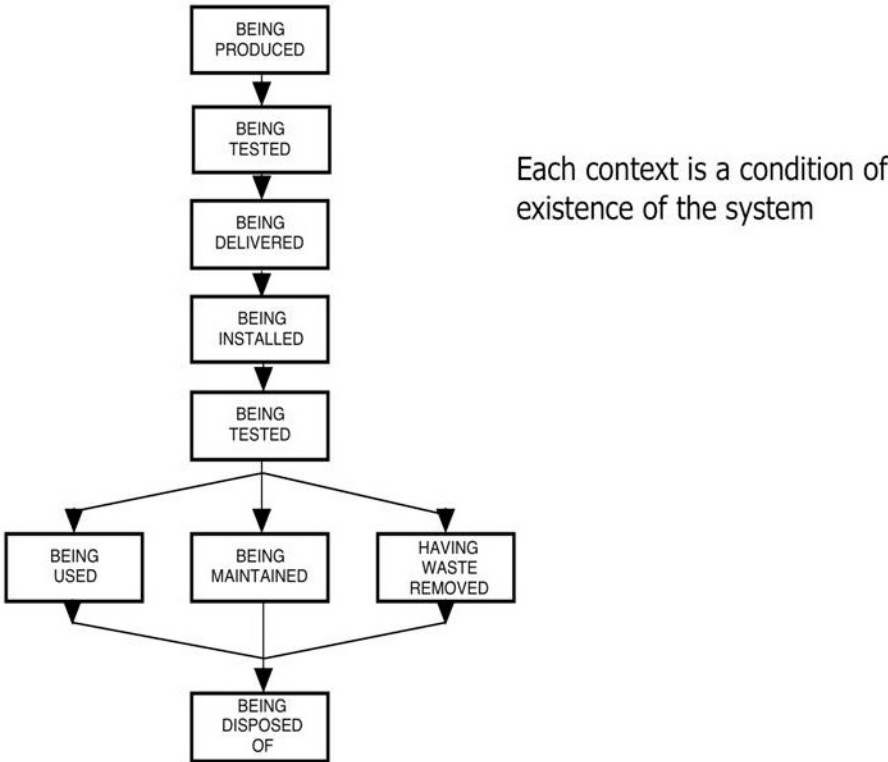 BEING
PRODUCED
BEING
TESTED
Each context is a condition of
existence of the system
BEING
DELIVERED
BEING
INSTALLED
BEING
TESTED
BEING
USED
BEING
MAINTAINED
HAVING
WASTE
REMOVED
BEING
DISPOSED
OF